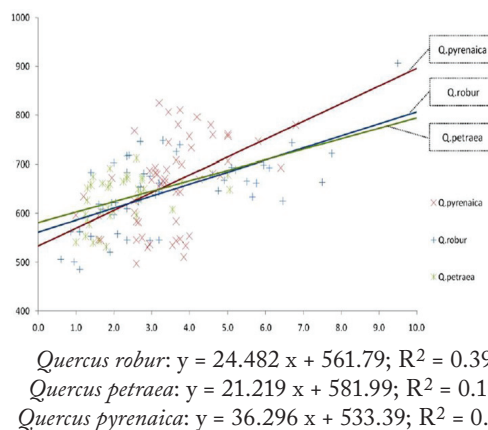 1000
900
800
700
600
500
400
0.0 1.0 2.0 3.0 4.0 5.0 6.0 7.0 8.0 9.0 10.0
Q.pyrenaica
Q.robur
Q.petraea
Q.pyrenaica
Q.robur
Q.petraea
Quercus robur: y = 24.482 x + 561.79; R² = 0.39
Quercus petraea: y = 21.219 x + 581.99; R² = 0.1
Quercus pyrenaica: y = 36.296 x + 533.39; R² = 0.